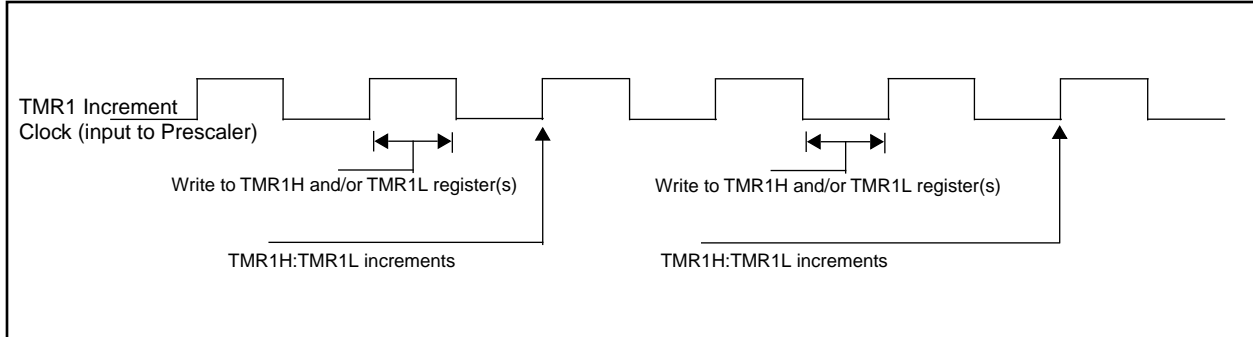 TMR1 Increment
Clock (input to Prescaler)
Write to TMR1H and/or TMR1L register(s)
Write to TMR1H and/or TMR1L register(s)
TMR1H:TMR1L increments
TMR1H:TMR1L increments